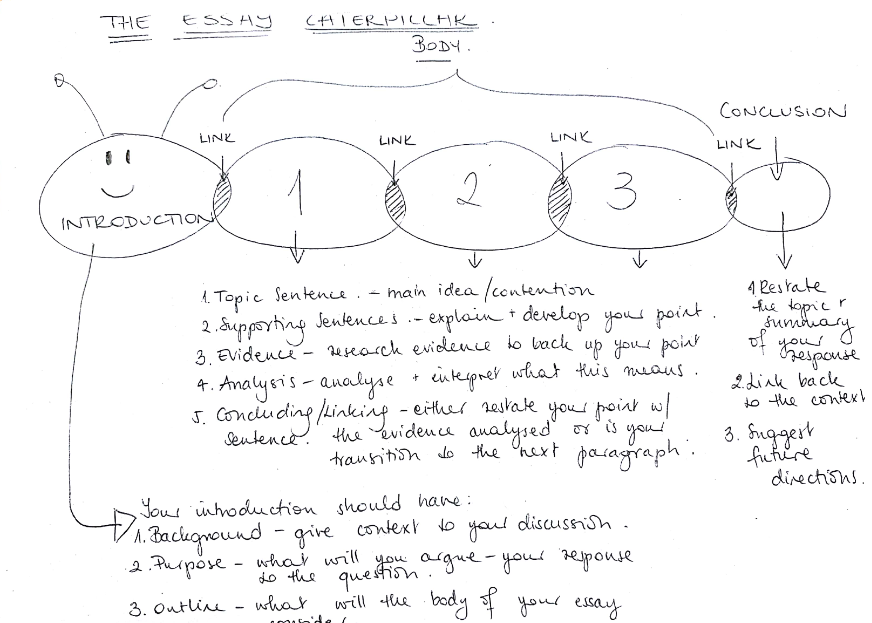 THE ESSAY CATERPILLAR.
BODY.
CONCLUSION
LINK
LINK
LINK
LINK
INTRODUCTION
1
2
3
1. Topic Sentence. - main idea/contention
2. Supporting Sentences. - explain + develop your point.
3. Evidence - research evidence to back up your point
4. Analysis - analyse + interpret what this means.
5. Concluding/Linking - either restate your point w/
sentence. the evidence analysed or is your
transition to the next paragraph.
1 Restate
the topic +
summary
of your
response
2. Link back
to the context
3. Suggest
future
directions.
Your introduction should have:
1. Background - give context to your discussion.
2. Purpose - what will you argue - your response
to the question.
3. Outline - what will the body of your essay